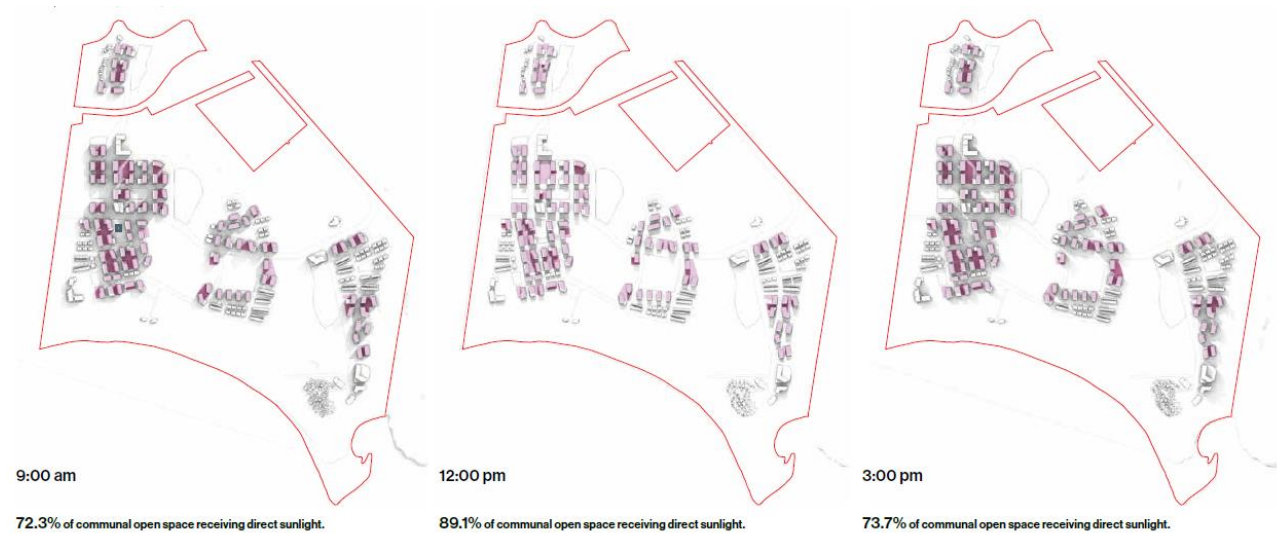 9:00 am
12:00 pm
3:00 pm
72.3% of communal open space receiving direct sunlight.
89.1% of communal open space receiving direct sunlight.
73.7% of communal open space receiving direct sunlight.